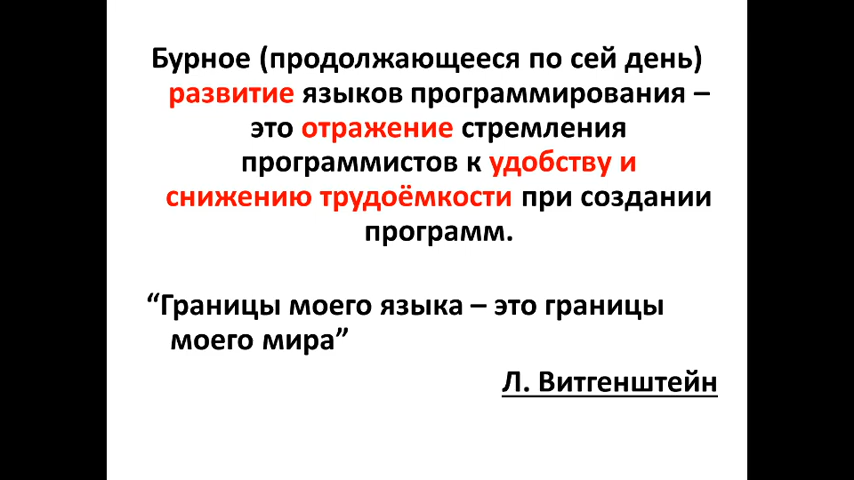 Бурное (продолжающееся по сей день)
развитие языков программирования –
это отражение стремления
программистов к удобству и
снижению трудоёмкости при создании
программ.
“Границы моего языка – это границы
моего мира”
Л. Витгенштейн